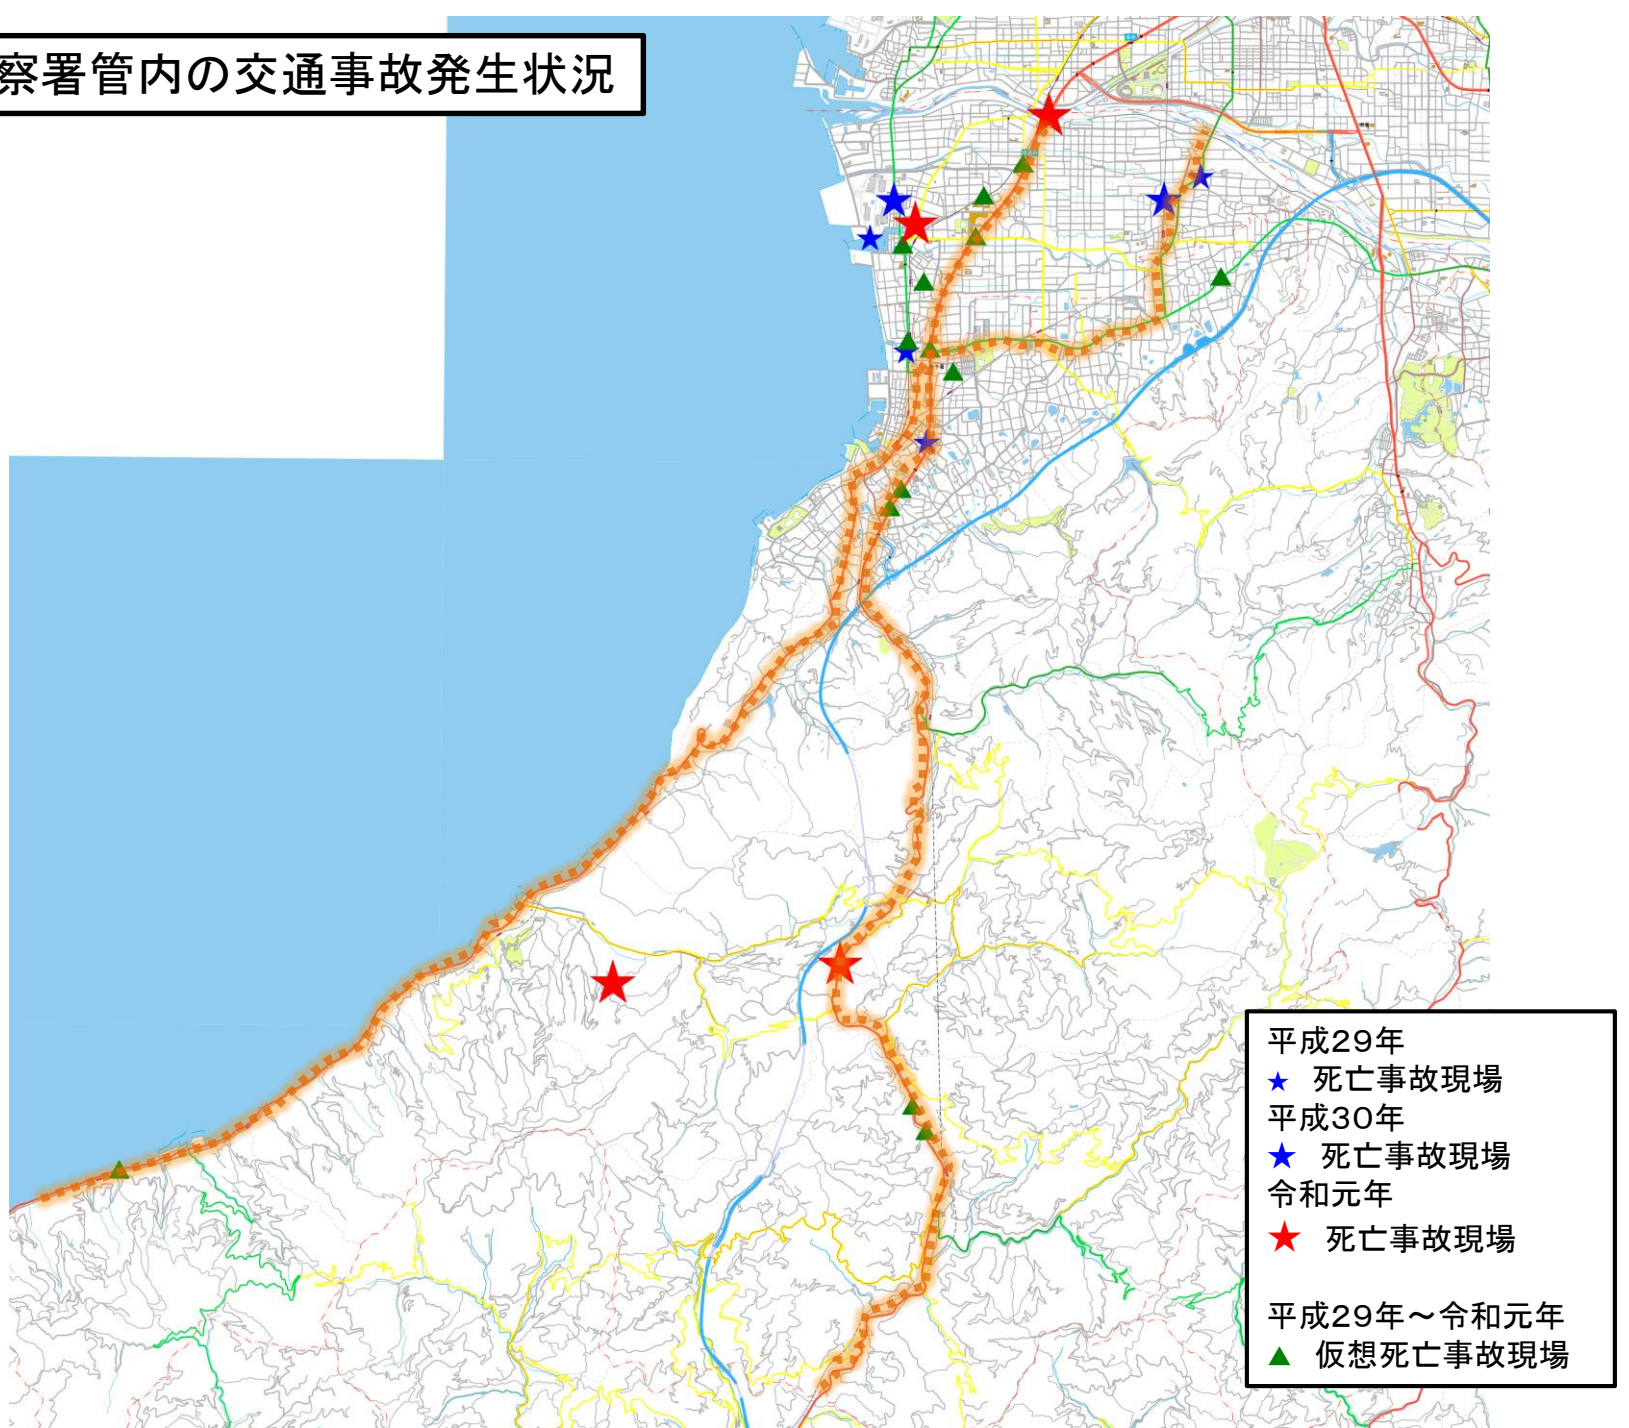 察署管内の交通事故発生状況
平成29年
★ 死亡事故現場
平成30年
★ 死亡事故現場
令和元年
★ 死亡事故現場
平成29年～令和元年
▲ 仮想死亡事故現場